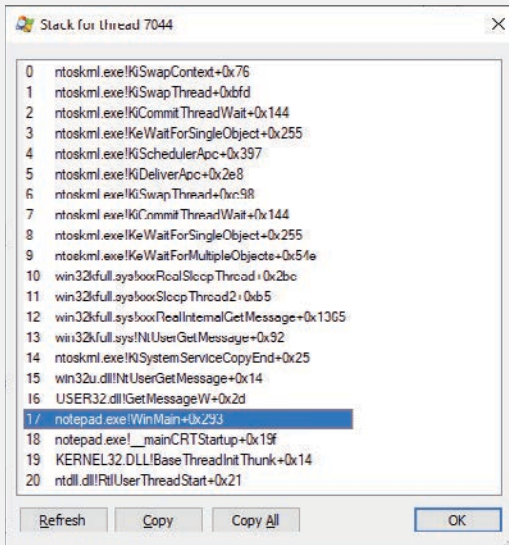 Stack for thread 7044
0 ntoskrnl.exe!KiSwapContext+0x76
1 ntoskrnl.exe!KiSwapThread+0xbfd
2 ntoskrnl.exe!KiCommitThreadWait+0x144
3 ntoskrnl.exe!KeWaitForSingleObject+0x255
4 ntoskrnl.exe!KiSchedulerApc+0x397
5 ntoskrnl.exe!KiDeliverApc+0x2e8
6 ntoskrnl.exe!KiSwapThread+0xc98
7 ntoskrnl.exe!KiCommitThreadWait+0x144
8 ntoskrnl.exe!KeWaitForSingleObject+0x255
9 ntoskrnl.exe!KeWaitForMultipleObjects+0x54e
10 win32kfull.sys!xxxRealSleepThread+0x2bc
11 win32kfull.sys!xxxSleepThread2+0xb5
12 win32kfull.sys!xxxRealInternalGetMessage+0x1365
13 win32kfull.sys!NtUserGetMessage+0x92
14 ntoskrnl.exe!KiSystemServiceCopyEnd+0x25
15 win32u.dll!NtUserGetMessage+0x14
16 USER32.dll!GetMessageW+0x2d
17 notepad.exe!WinMain+0x293
18 notepad.exe!__mainCRTStartup+0x19f
19 KERNEL32.DLL!BaseThreadInitThunk+0x14
20 ntdll.dll!RtlUserThreadStart+0x21
Refresh Copy Copy All OK